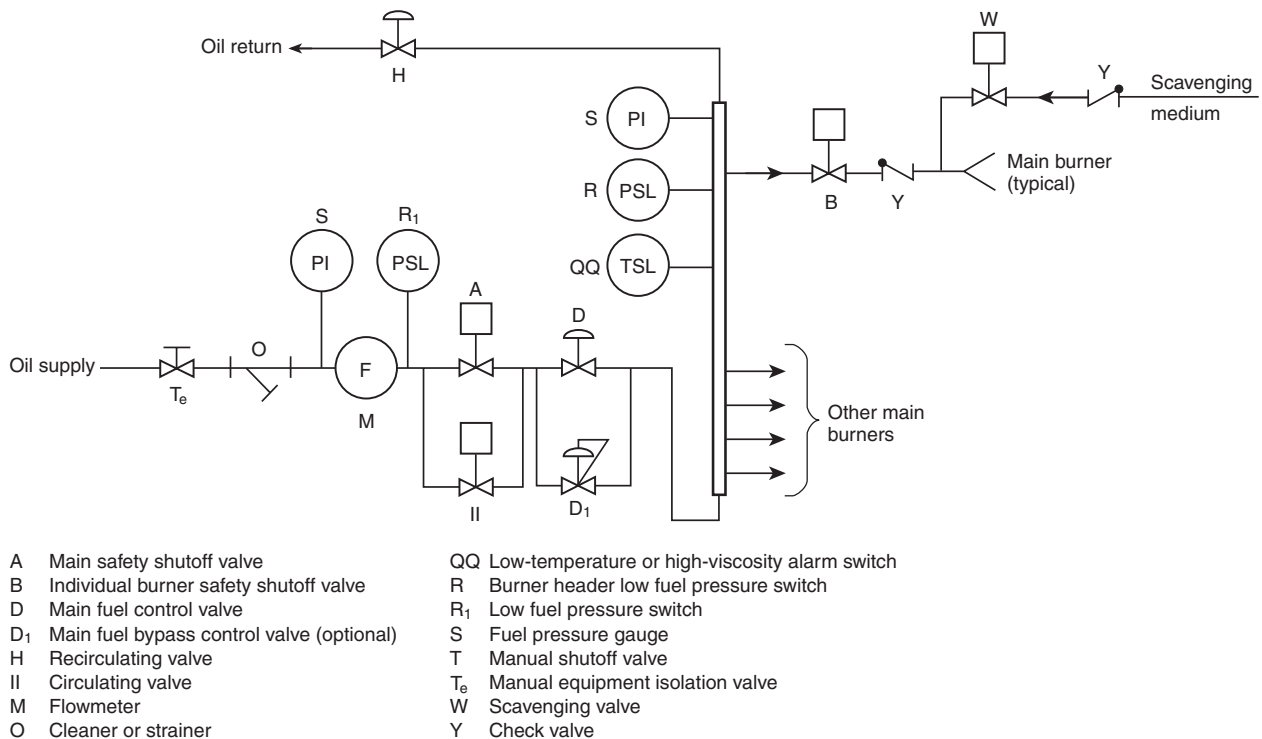 W
Oil return
H
Y
Scavenging
medium
S PI
Main burner
(typical)
R PSL
B
Y
S
R1
QQ TSL
PI
PSL
A
D
O
Oil supply
F
Te
M
Other main
burners
II
D1
A Main safety shutoff valve
B Individual burner safety shutoff valve
D Main fuel control valve
D1 Main fuel bypass control valve (optional)
H Recirculating valve
II Circulating valve
M Flowmeter
O Cleaner or strainer
QQ Low-temperature or high-viscosity alarm switch
R Burner header low fuel pressure switch
R1 Low fuel pressure switch
S Fuel pressure gauge
T Manual shutoff valve
Te Manual equipment isolation valve
W Scavenging valve
Y Check valve